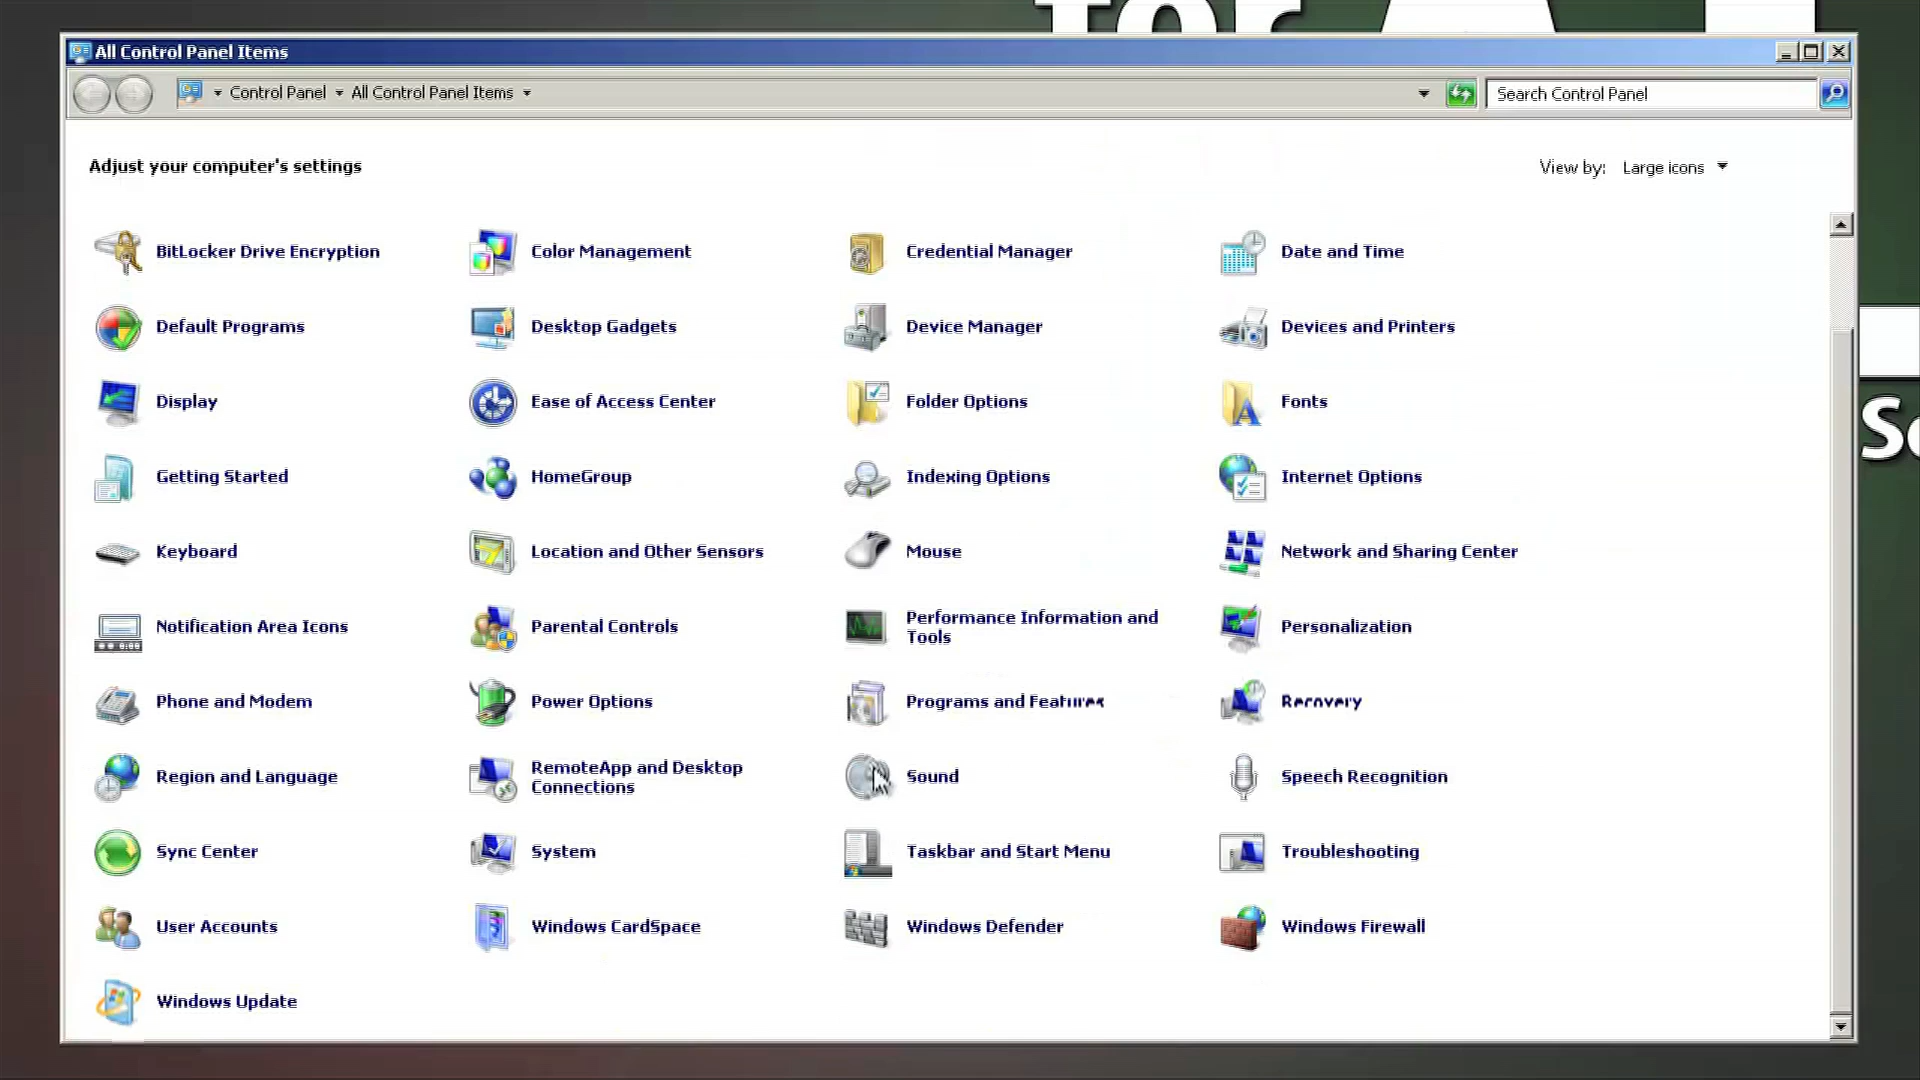 for
All Control Panel Items
Control Panel All Control Panel Items
Search Control Panel
Adjust your computer's settings
View by: Large icons
BitLocker Drive Encryption
Color Management
Credential Manager
Date and Time
Default Programs
Desktop Gadgets
Device Manager
Devices and Printers
Display
Ease of Access Center
Folder Options
Fonts
Getting Started
HomeGroup
Indexing Options
Internet Options
Keyboard
Location and Other Sensors
Mouse
Network and Sharing Center
Notification Area Icons
Parental Controls
Performance Information and
Tools
Personalization
Phone and Modem
Power Options
Programs and Features
Recovery
Region and Language
RemoteApp and Desktop
Connections
Sound
Speech Recognition
Sync Center
System
Taskbar and Start Menu
Troubleshooting
User Accounts
Windows CardSpace
Windows Defender
Windows Firewall
Windows Update